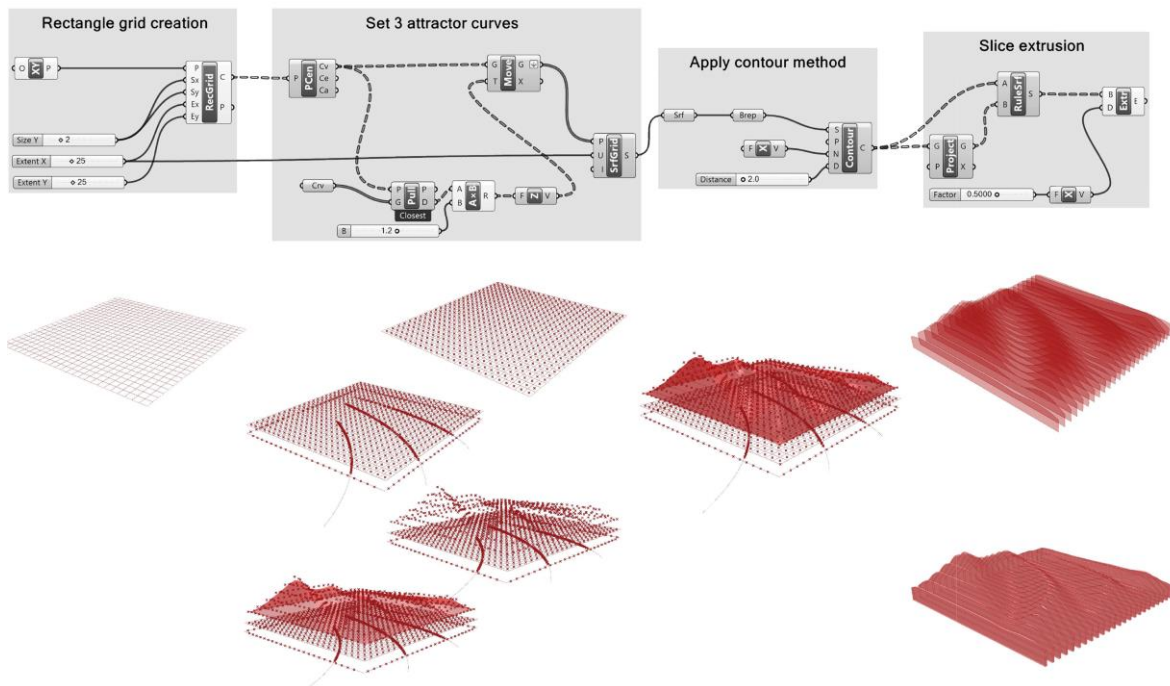 Rectangle grid creation
O XY P
P
Sx
Sy
Ex
Ey
RecGrid
C
P
Size Y 2
Extent X 25
Extent Y 25
Set 3 attractor curves
P PCen Cv
Ce
Ca
G Move G
T X
P SrfGrid S
U
I
Crv
P Pull P
G D
Closest
A A×B R
B
F Z V
B 1.2
Apply contour method
Srf
Brep
F X V
S
P
N
D
Contour
C
Distance 2.0
Slice extrusion
A RuleSrf S
B
G Project G
P X
B Extr E
D
Factor 0.5000
F X V